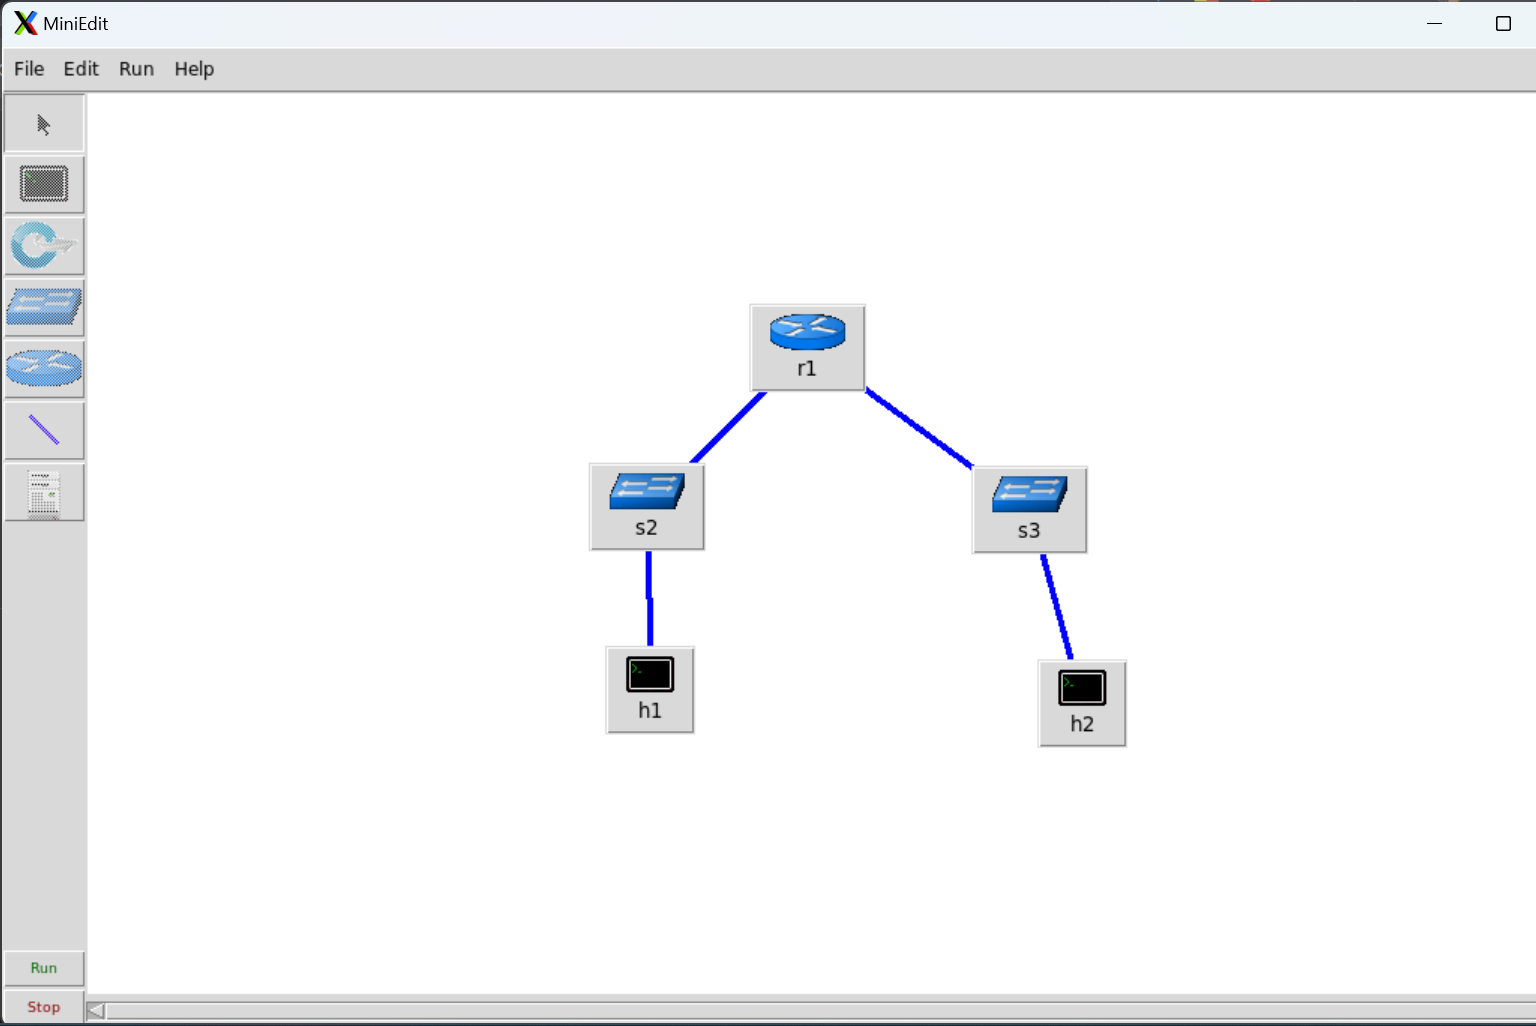 MiniEdit
File Edit Run Help
r1
s2
s3
h1
h2
Run
Stop